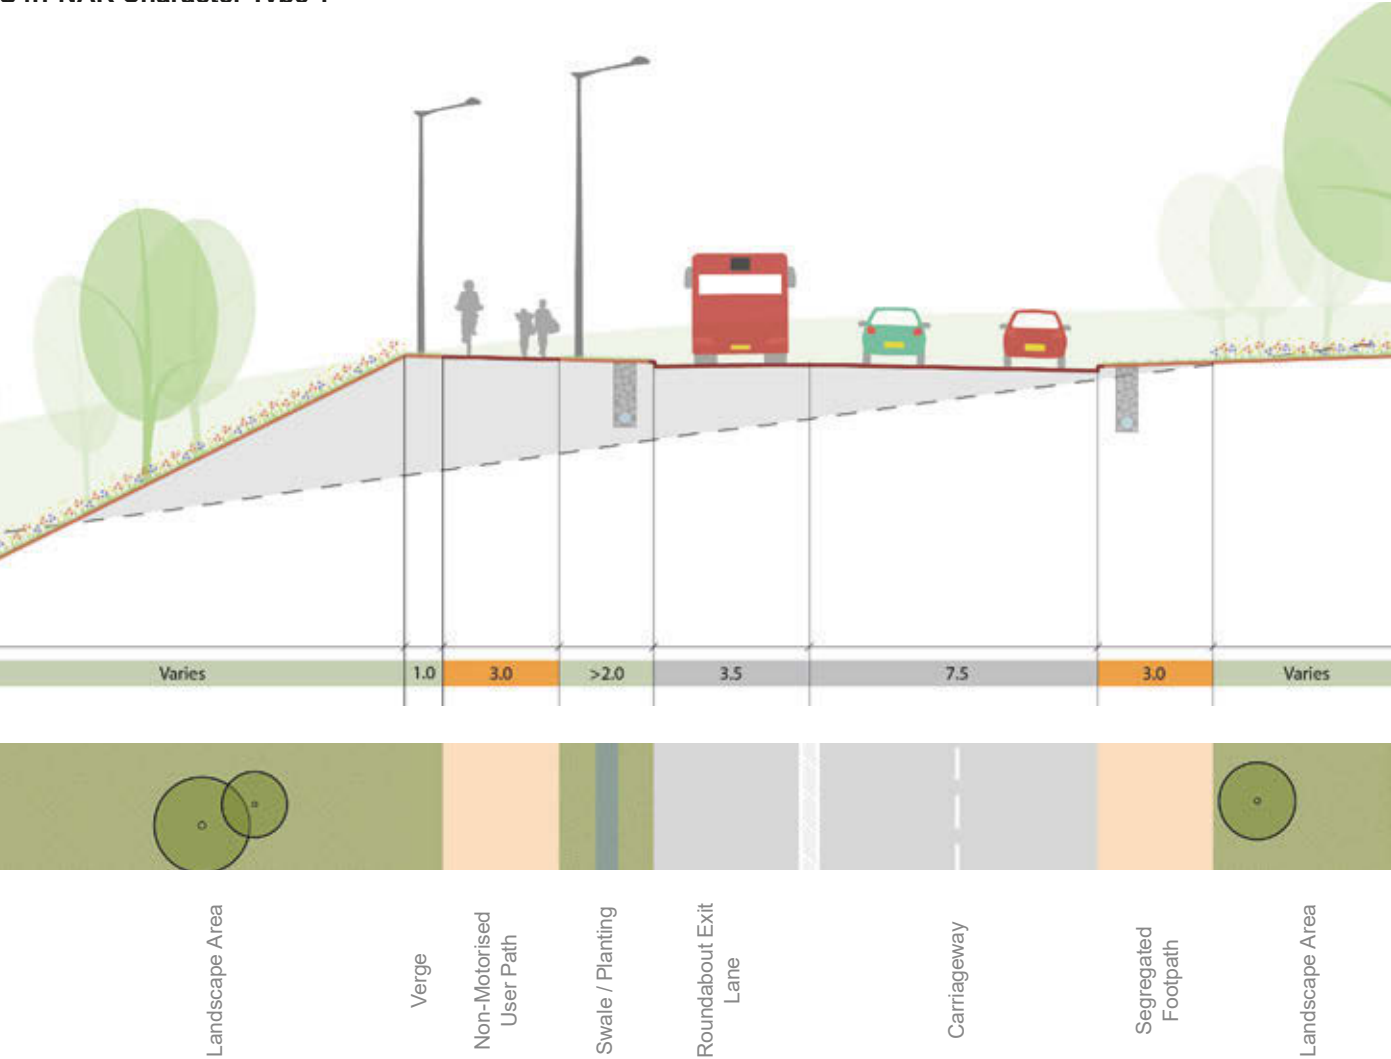 Varies 1.0 3.0 >2.0 3.5 7.5 3.0 Varies
Landscape Area
Verge
Non-Motorised
User Path
Swale / Planting
Roundabout Exit
Lane
Carriageway
Segregated
Footpath
Landscape Area